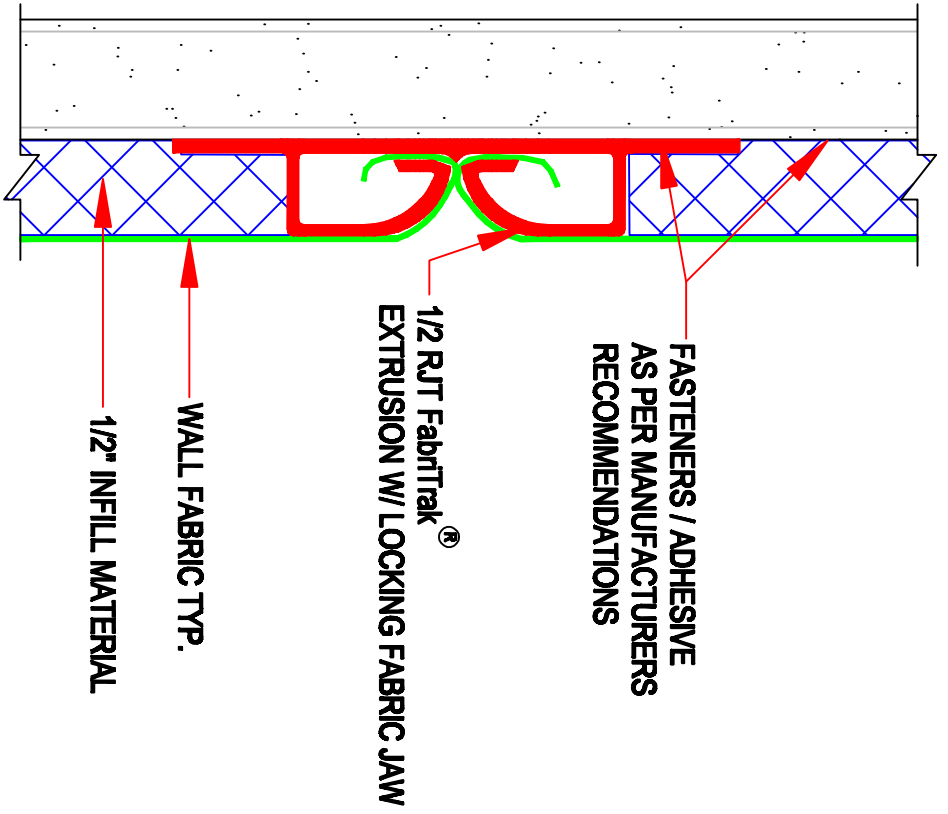 FASTENERS / ADHESIVE
AS PER MANUFACTURERS
RECOMMENDATIONS
1/2 RJT FabriTrak®
EXTRUSION W/ LOCKING FABRIC JAW
WALL FABRIC TYP.
1/2" INFILL MATERIAL